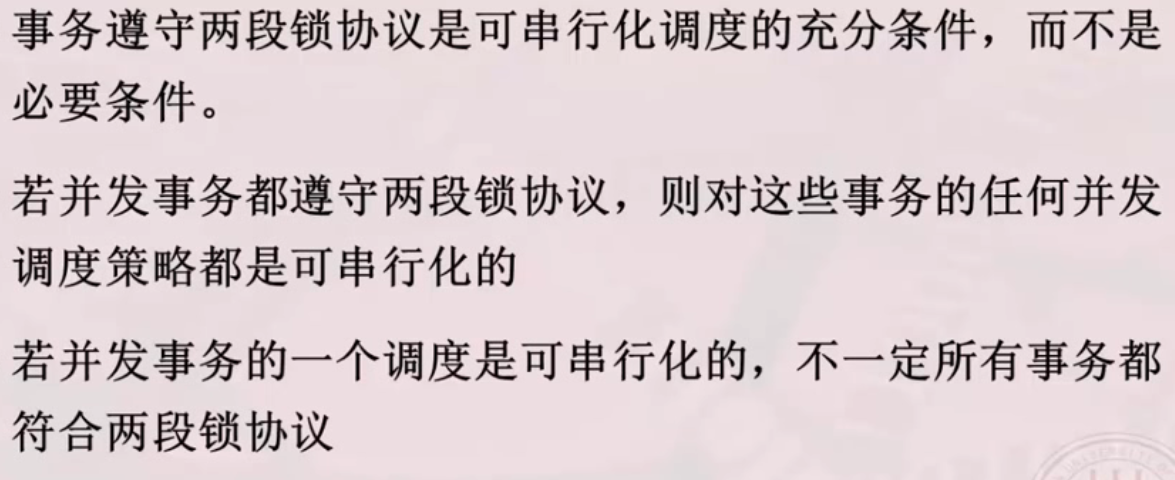 事务遵守两段锁协议是可串行化调度的充分条件，而不是
必要条件。
若并发事务都遵守两段锁协议，则对这些事务的任何并发
调度策略都是可串行化的
若并发事务的一个调度是可串行化的，不一定所有事务都
符合两段锁协议